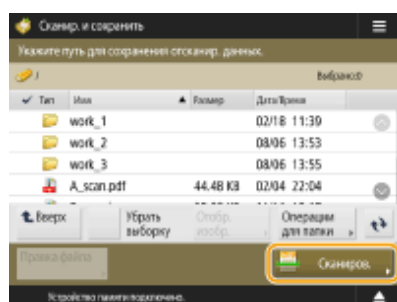 Сканир. и сохранить
Укажите путь для сохранения отсканир. данных.
/ Выбрано:0
Тип Имя Размер Дата/Время
work_1 02/18 11:39
work_2 08/06 13:53
work_3 08/06 13:55
A_scan.pdf 44.48 KB 02/04 22:04
Вверх Убрать выборку Отобр. изобр. Операции для папки
Правка файла Сканиров.
Устройство памяти подключено.